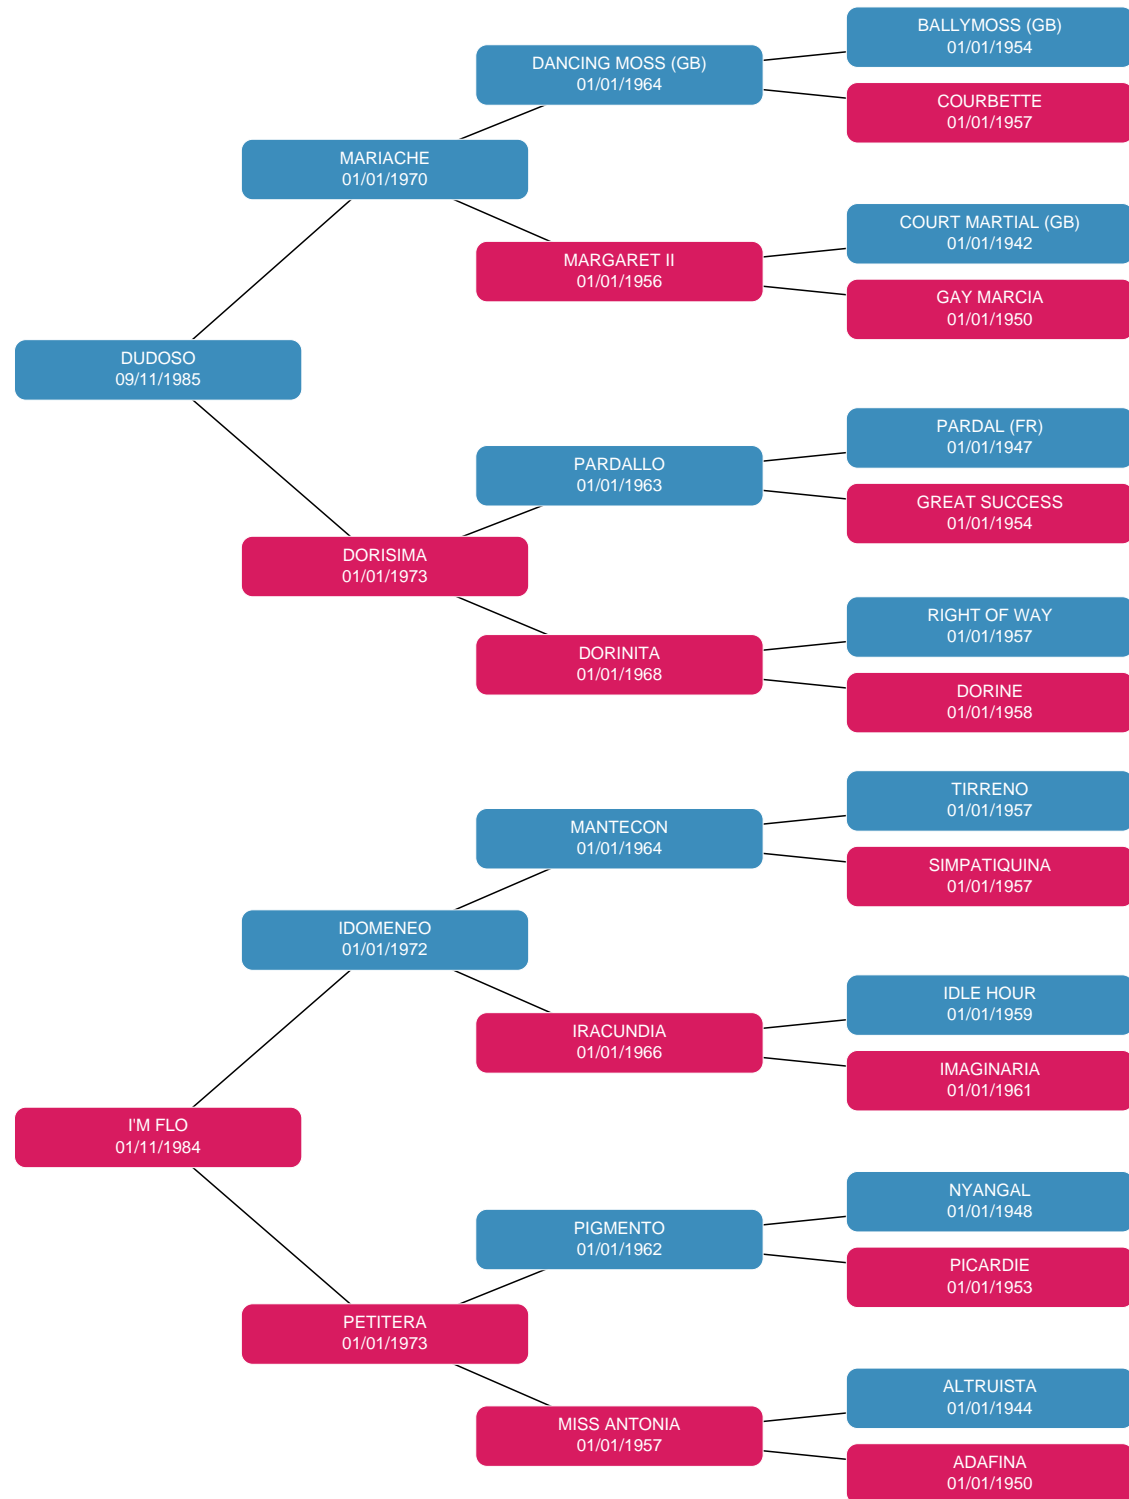 BALLYMOSS (GB)
01/01/1954
DANCING MOSS (GB)
01/01/1964
COURBETTE
01/01/1957
MARIACHE
01/01/1970
COURT MARTIAL (GB)
01/01/1942
MARGARET II
01/01/1956
GAY MARCIA
01/01/1950
DUDOSO
09/11/1985
PARDAL (FR)
01/01/1947
PARDALLO
01/01/1963
GREAT SUCCESS
01/01/1954
DORISIMA
01/01/1973
RIGHT OF WAY
01/01/1957
DORINITA
01/01/1968
DORINE
01/01/1958
TIRRENO
01/01/1957
MANTECON
01/01/1964
SIMPATIQUINA
01/01/1957
IDOMENEO
01/01/1972
IDLE HOUR
01/01/1959
IRACUNDIA
01/01/1966
IMAGINARIA
01/01/1961
I'M FLO
01/11/1984
NYANGAL
01/01/1948
PIGMENTO
01/01/1962
PICARDIE
01/01/1953
PETITERA
01/01/1973
ALTRUISTA
01/01/1944
MISS ANTONIA
01/01/1957
ADAFINA
01/01/1950